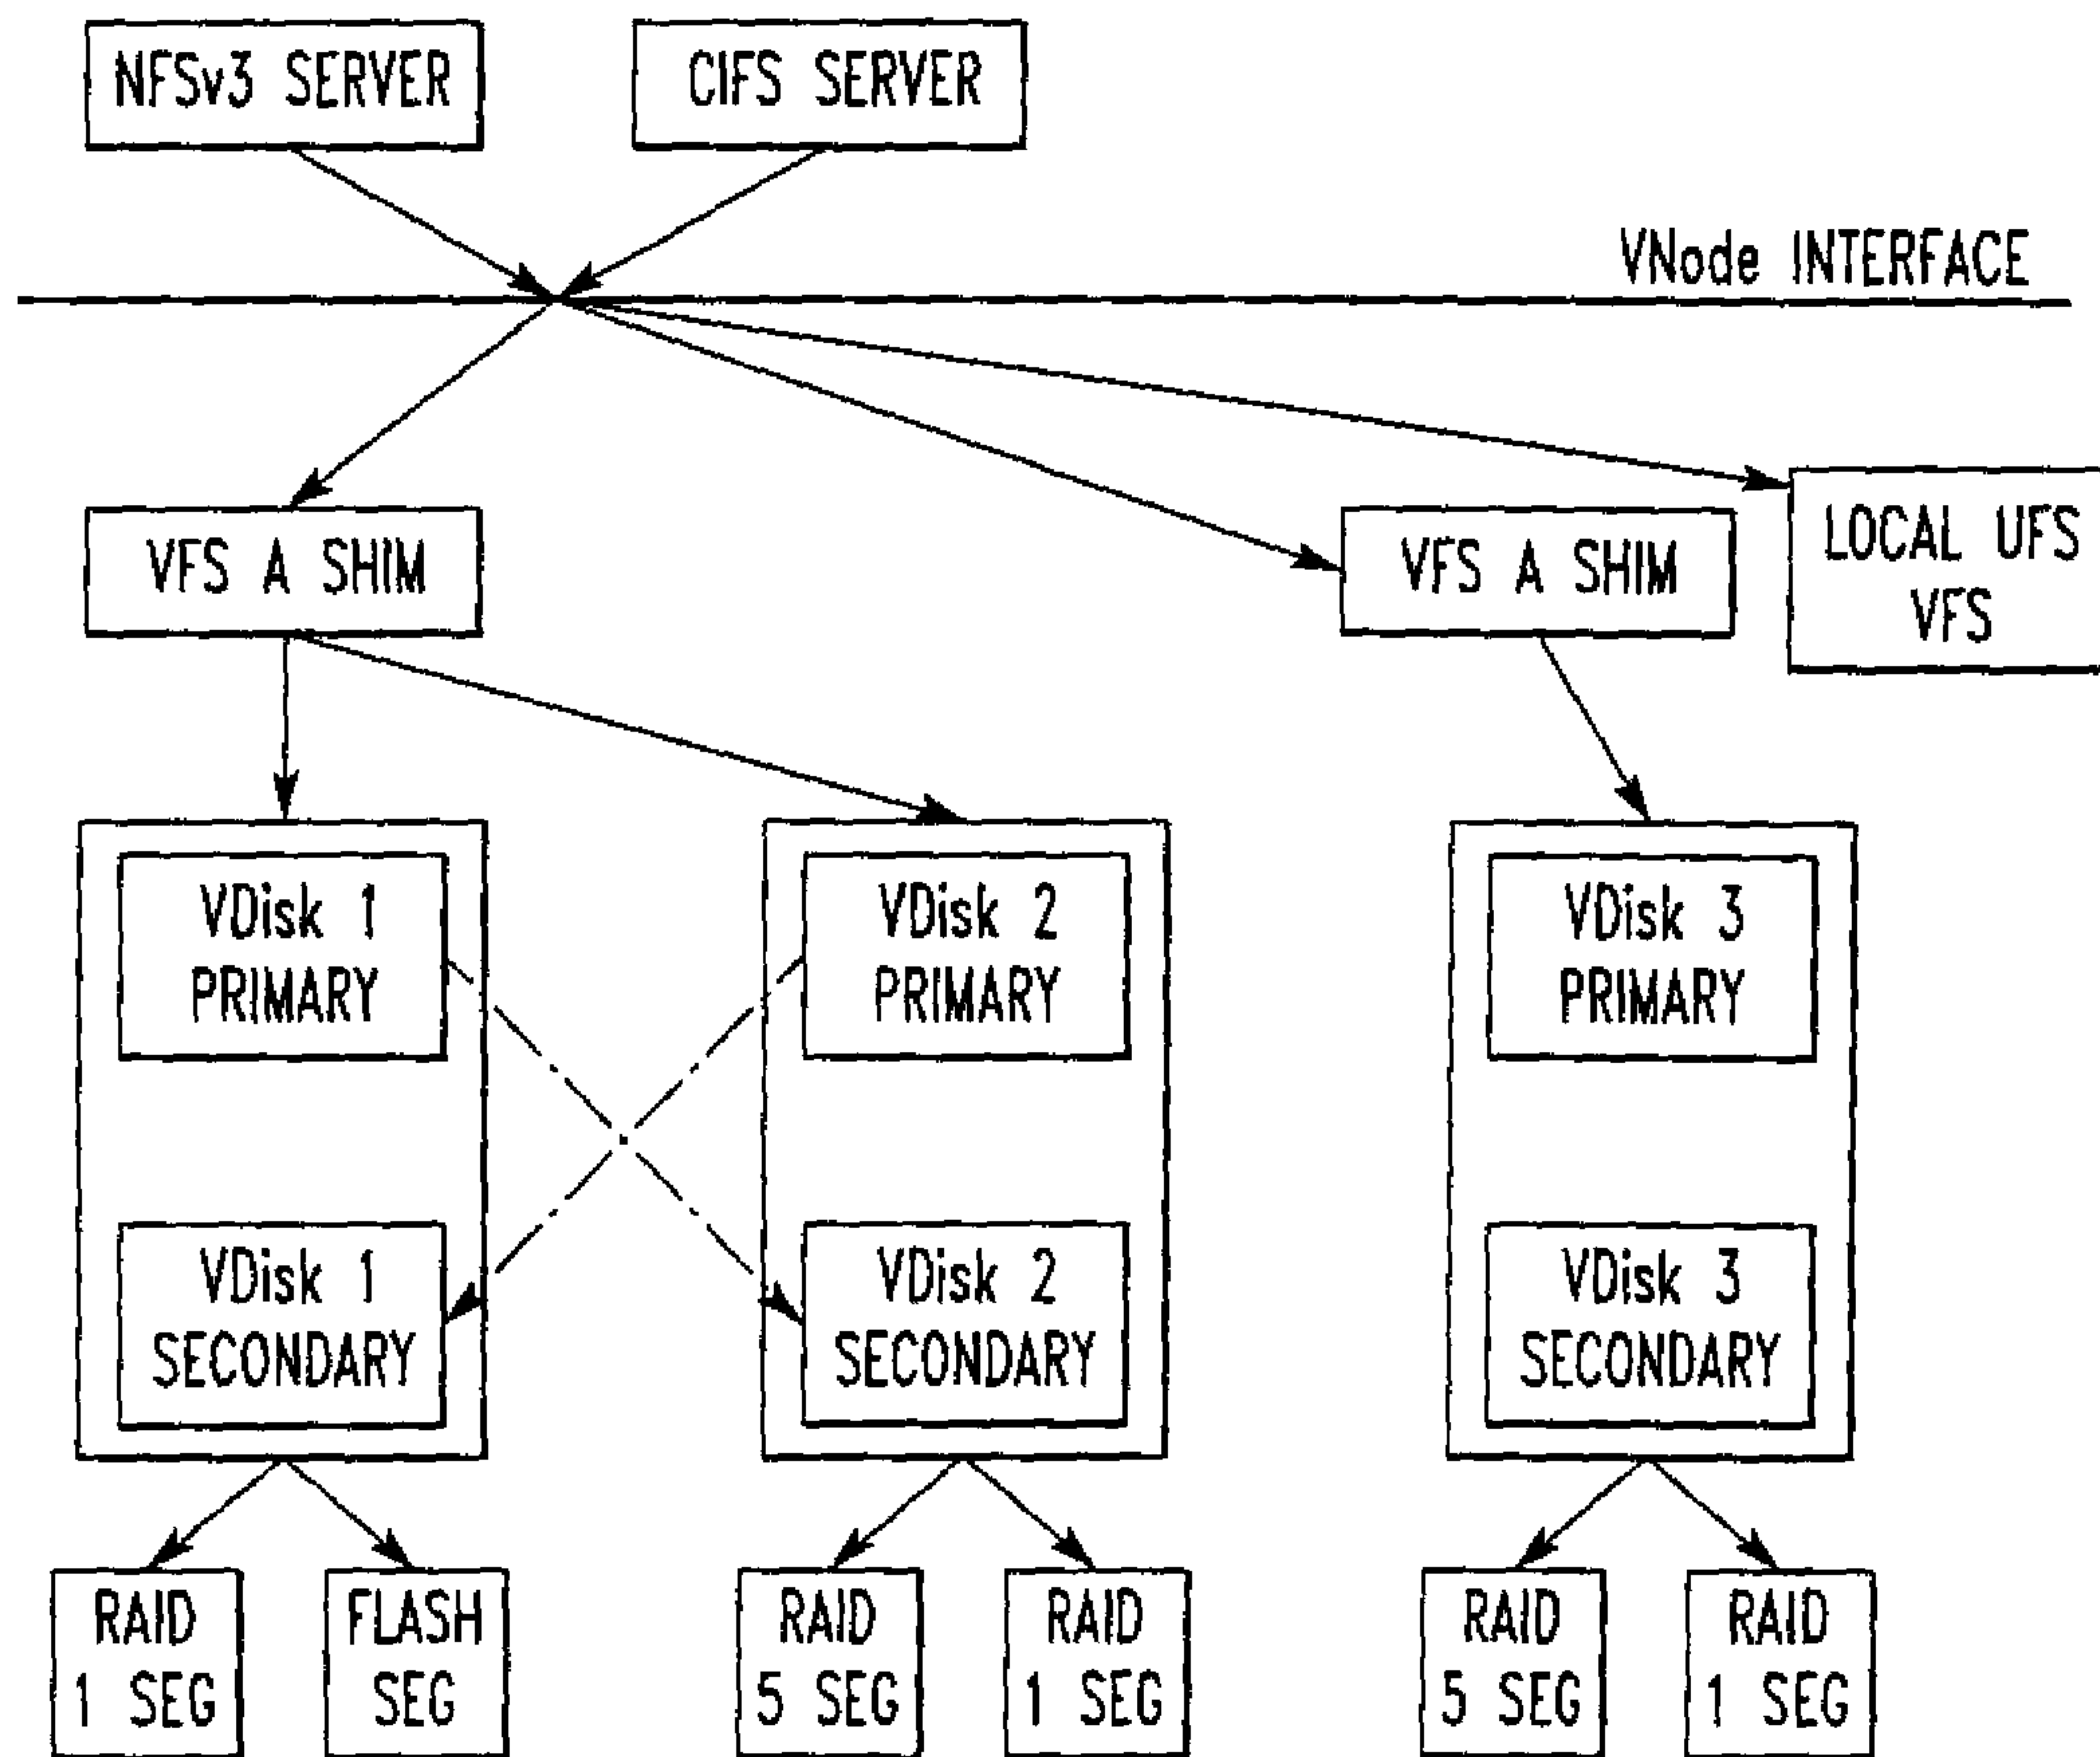 NFSv3 SERVER
CIFS SERVER
VNode INTERFACE
VFS A SHIM
VFS A SHIM
LOCAL UFS
VFS
VDisk 1
PRIMARY
VDisk 2
PRIMARY
VDisk 3
PRIMARY
VDisk 1
SECONDARY
VDisk 2
SECONDARY
VDisk 3
SECONDARY
RAID
1 SEG
FLASH
SEG
RAID
5 SEG
RAID
1 SEG
RAID
5 SEG
RAID
1 SEG